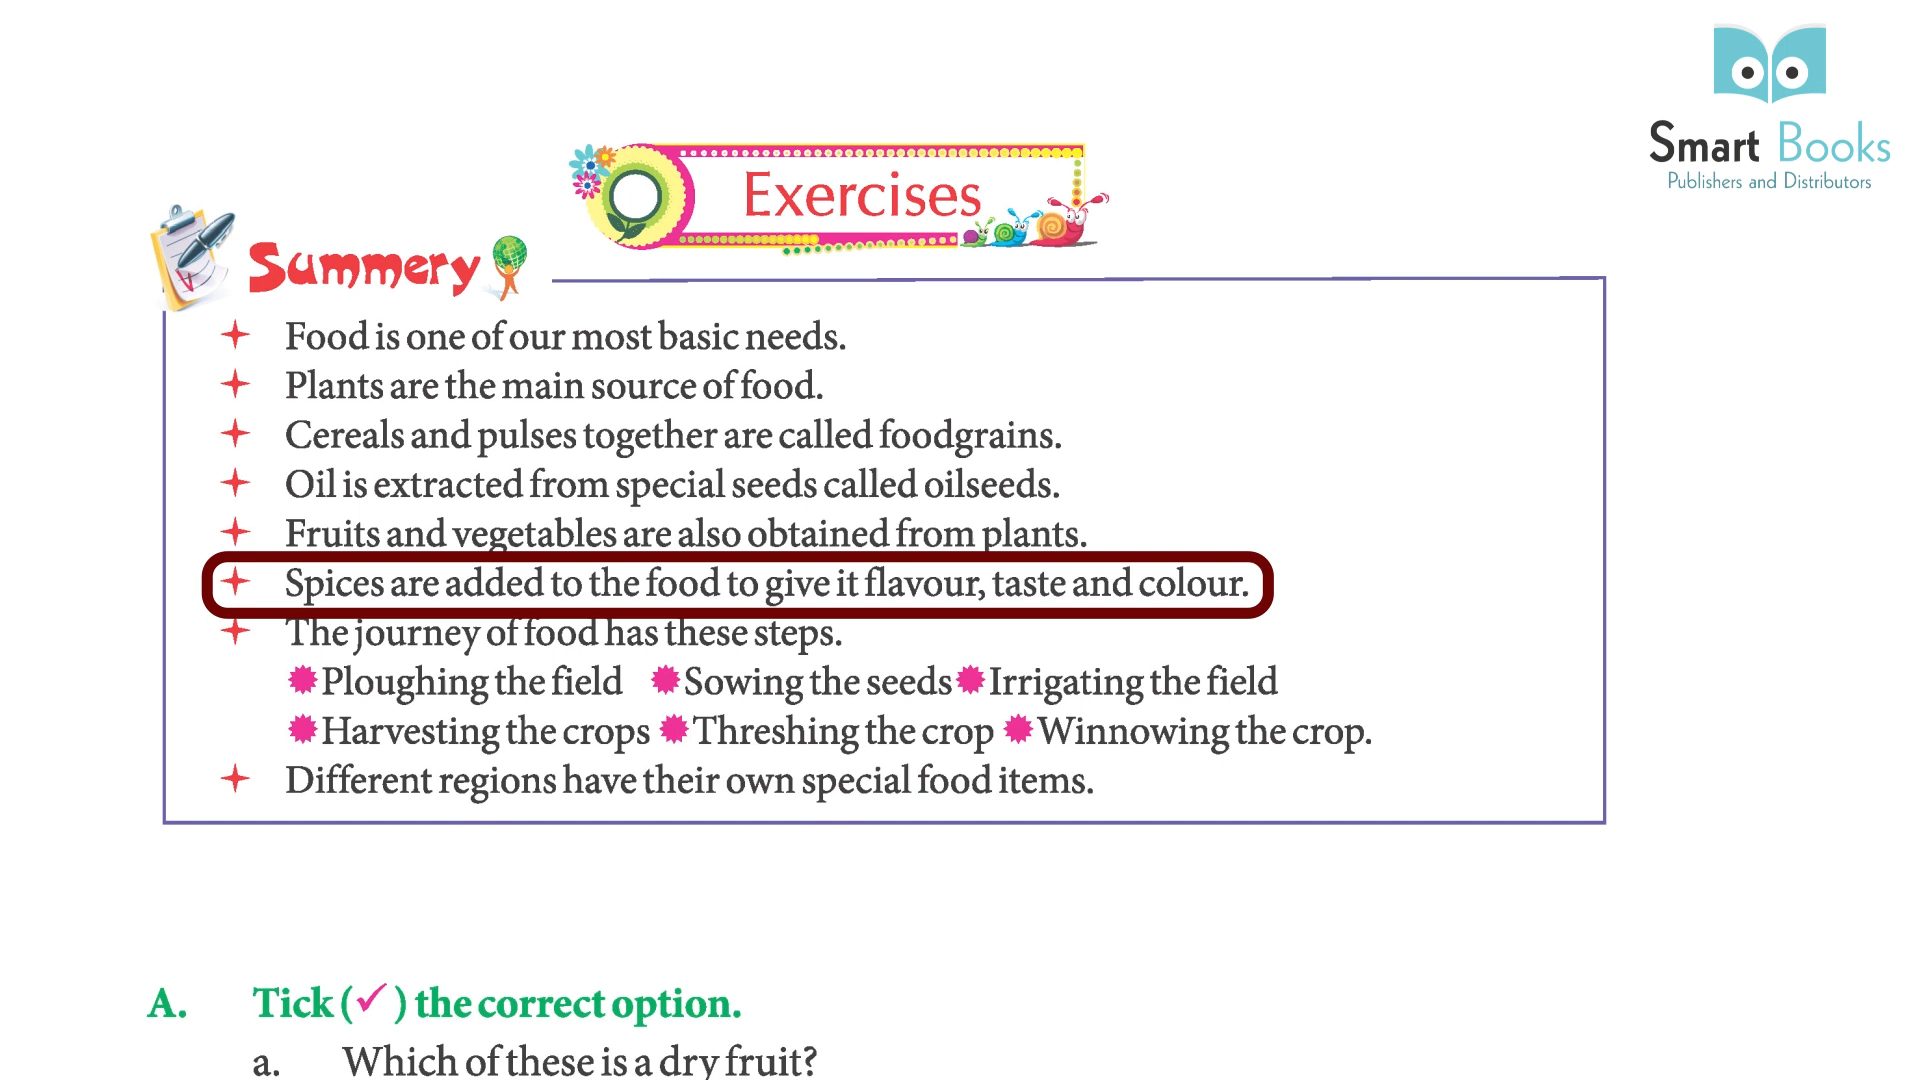 Smart Books
Publishers and Distributors
Exercises
Summery
Food is one of our most basic needs.
Plants are the main source of food.
Cereals and pulses together are called foodgrains.
Oil is extracted from special seeds called oilseeds.
Fruits and vegetables are also obtained from plants.
Spices are added to the food to give it flavour, taste and colour.
The journey of food has these steps.
Ploughing the field Sowing the seeds Irrigating the field
Harvesting the crops Threshing the crop Winnowing the crop.
Different regions have their own special food items.
A. Tick (✓) the correct option.
a. Which of these is a dry fruit?